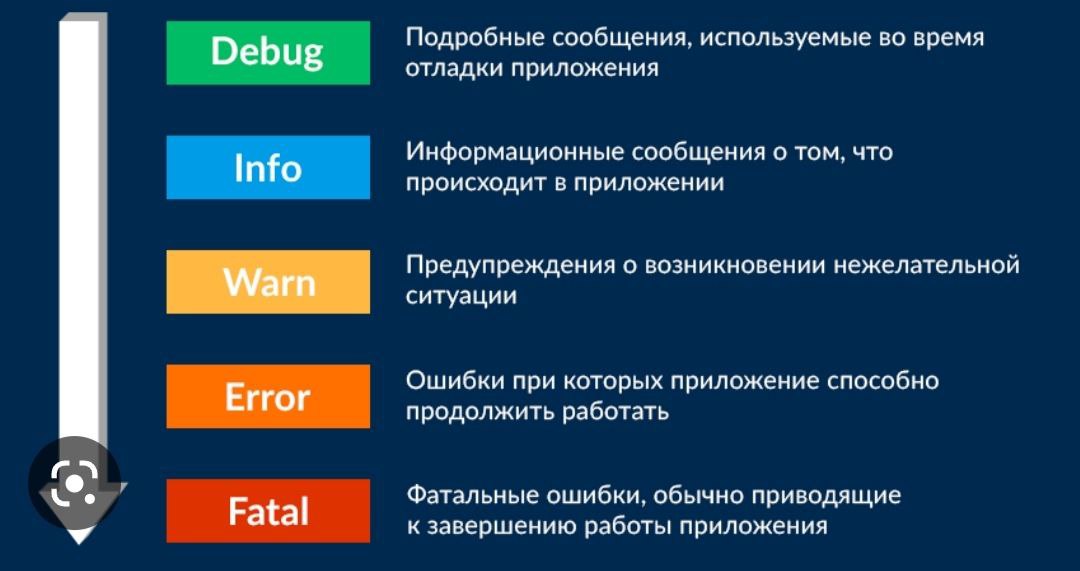 Debug
Подробные сообщения, используемые во время
отладки приложения
Info
Информационные сообщения о том, что
происходит в приложении
Warn
Предупреждения о возникновении нежелательной
ситуации
Error
Ошибки при которых приложение способно
продолжить работать
Fatal
Фатальные ошибки, обычно приводящие
к завершению работы приложения